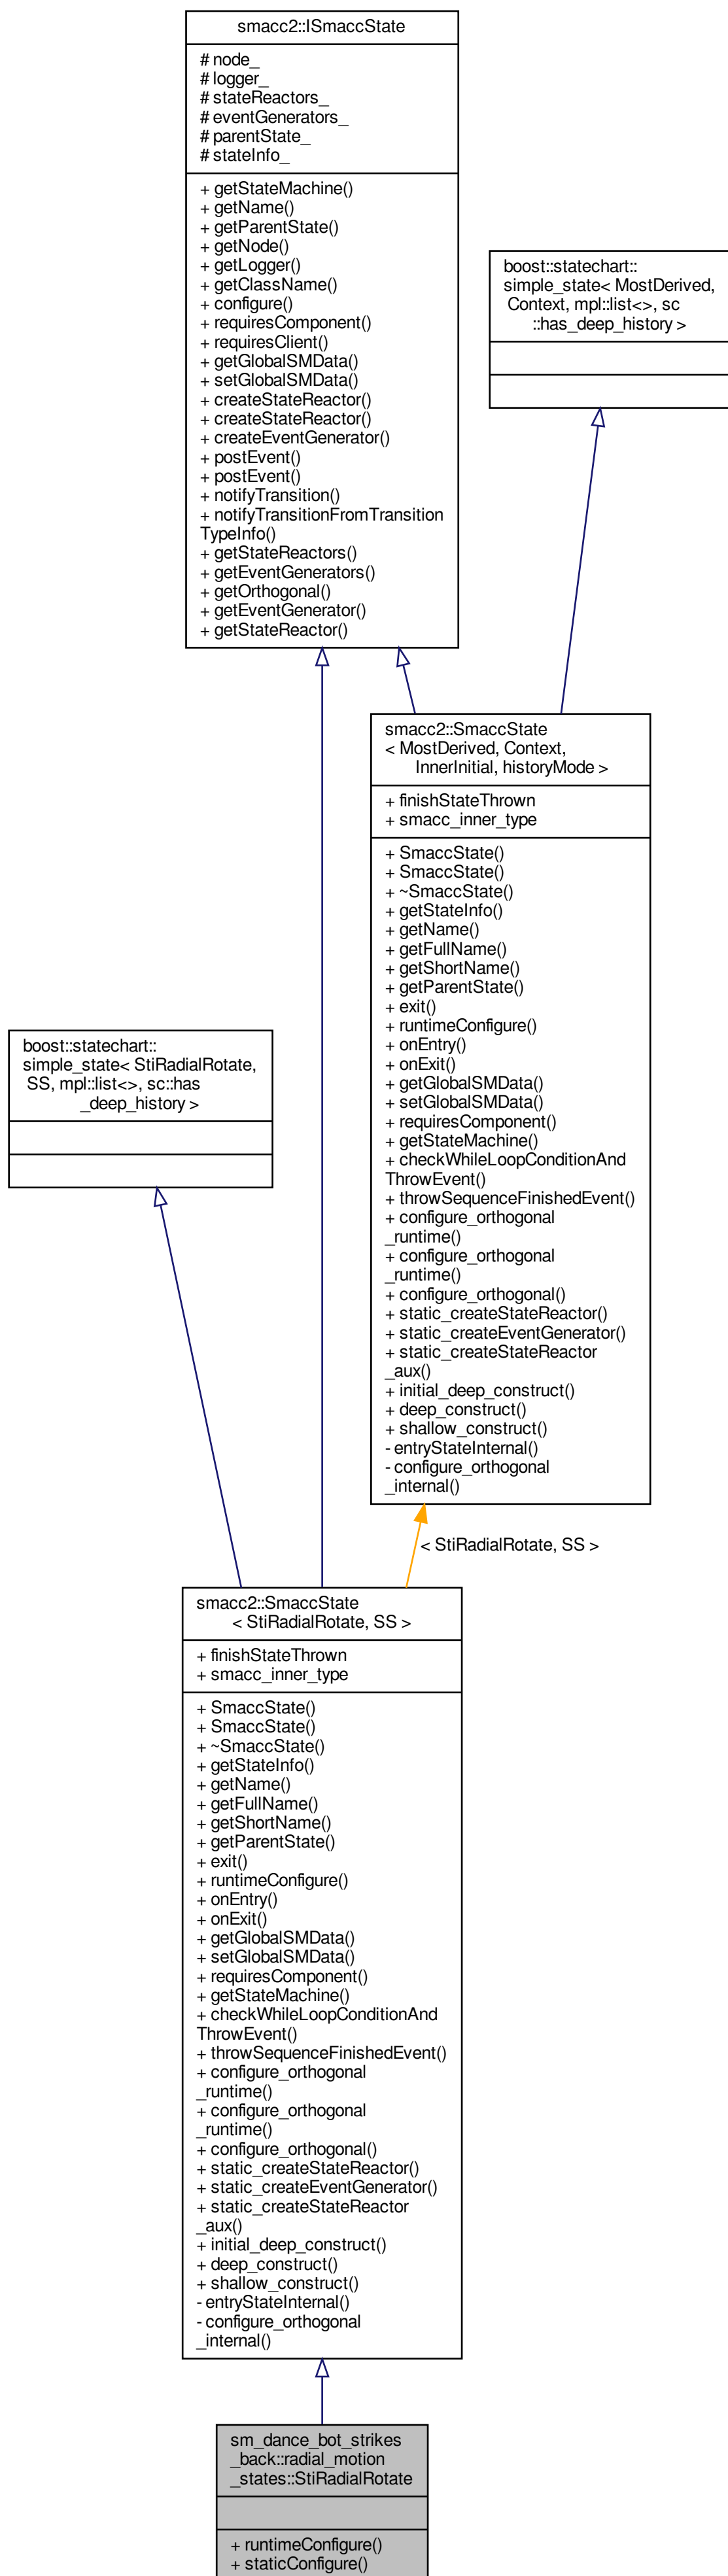 smacc2::ISmaccState
# node_
# logger_
# stateReactors_
# eventGenerators_
# parentState_
# stateInfo_
+ getStateMachine()
+ getName()
+ getParentState()
+ getNode()
+ getLogger()
+ getClassName()
+ configure()
+ requiresComponent()
+ requiresClient()
+ getGlobalSMData()
+ setGlobalSMData()
+ createStateReactor()
+ createStateReactor()
+ createEventGenerator()
+ postEvent()
+ postEvent()
+ notifyTransition()
+ notifyTransitionFromTransition
TypeInfo()
+ getStateReactors()
+ getEventGenerators()
+ getOrthogonal()
+ getEventGenerator()
+ getStateReactor()
boost::statechart::
simple_state< MostDerived,
Context, mpl::list<>, sc
::has_deep_history >
smacc2::SmaccState
< MostDerived, Context,
InnerInitial, historyMode >
+ finishStateThrown
+ smacc_inner_type
+ SmaccState()
+ SmaccState()
+ ~SmaccState()
+ getStateInfo()
+ getName()
+ getFullName()
+ getShortName()
+ getParentState()
+ exit()
+ runtimeConfigure()
+ onEntry()
+ onExit()
+ getGlobalSMData()
+ setGlobalSMData()
+ requiresComponent()
+ getStateMachine()
+ checkWhileLoopConditionAnd
ThrowEvent()
+ throwSequenceFinishedEvent()
+ configure_orthogonal
_runtime()
+ configure_orthogonal
_runtime()
+ configure_orthogonal()
+ static_createStateReactor()
+ static_createEventGenerator()
+ static_createStateReactor
_aux()
+ initial_deep_construct()
+ deep_construct()
+ shallow_construct()
- entryStateInternal()
- configure_orthogonal
_internal()
boost::statechart::
simple_state< StiRadialRotate,
SS, mpl::list<>, sc::has
_deep_history >
< StiRadialRotate, SS >
smacc2::SmaccState
< StiRadialRotate, SS >
+ finishStateThrown
+ smacc_inner_type
+ SmaccState()
+ SmaccState()
+ ~SmaccState()
+ getStateInfo()
+ getName()
+ getFullName()
+ getShortName()
+ getParentState()
+ exit()
+ runtimeConfigure()
+ onEntry()
+ onExit()
+ getGlobalSMData()
+ setGlobalSMData()
+ requiresComponent()
+ getStateMachine()
+ checkWhileLoopConditionAnd
ThrowEvent()
+ throwSequenceFinishedEvent()
+ configure_orthogonal
_runtime()
+ configure_orthogonal
_runtime()
+ configure_orthogonal()
+ static_createStateReactor()
+ static_createEventGenerator()
+ static_createStateReactor
_aux()
+ initial_deep_construct()
+ deep_construct()
+ shallow_construct()
- entryStateInternal()
- configure_orthogonal
_internal()
sm_dance_bot_strikes
_back::radial_motion
_states::StiRadialRotate
+ runtimeConfigure()
+ staticConfigure()